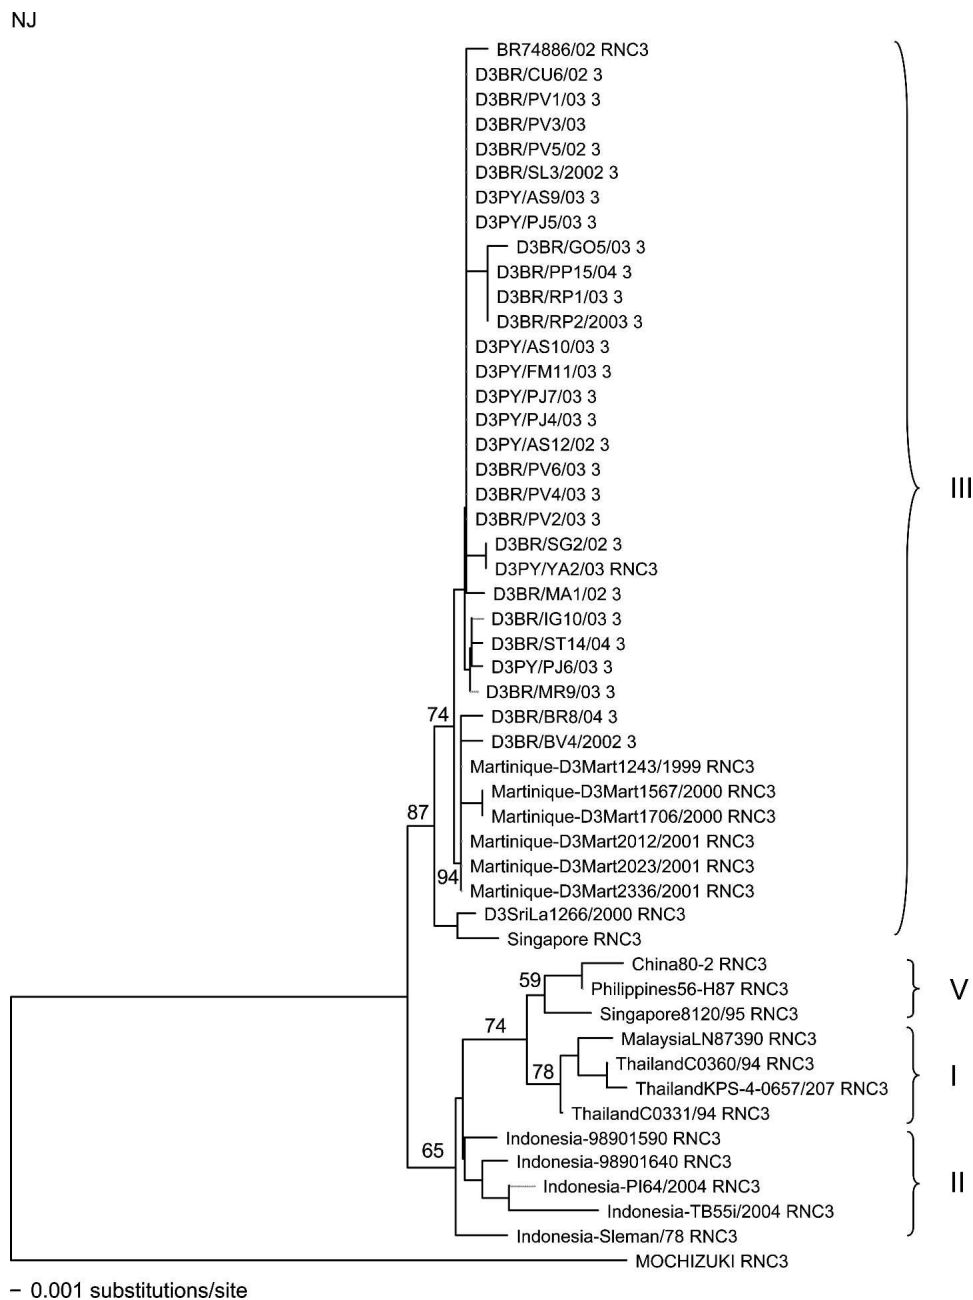 NJ
BR74886/02 RNC3
D3BR/CU6/02 3
D3BR/PV1/03 3
D3BR/PV3/03
D3BR/PV5/02 3
D3BR/SL3/2002 3
D3PY/AS9/03 3
D3PY/PJ5/03 3
D3BR/GO5/03 3
D3BR/PP15/04 3
D3BR/RP1/03 3
D3BR/RP2/2003 3
D3PY/AS10/03 3
D3PY/FM11/03 3
D3PY/PJ7/03 3
D3PY/PJ4/03 3
D3PY/AS12/02 3
D3BR/PV6/03 3
D3BR/PV4/03 3
III
D3BR/PV2/03 3
D3BR/SG2/02 3
D3PY/YA2/03 RNC3
D3BR/MA1/02 3
D3BR/IG10/03 3
D3BR/ST14/04 3
D3PY/PJ6/03 3
D3BR/MR9/03 3
74
D3BR/BR8/04 3
D3BR/BV4/2002 3
Martinique-D3Mart1243/1999 RNC3
Martinique-D3Mart1567/2000 RNC3
87
Martinique-D3Mart1706/2000 RNC3
Martinique-D3Mart2012/2001 RNC3
Martinique-D3Mart2023/2001 RNC3
94
Martinique-D3Mart2336/2001 RNC3
D3SriLa1266/2000 RNC3
Singapore RNC3
China80-2 RNC3
59
Philippines56-H87 RNC3
V
Singapore8120/95 RNC3
74
MalaysiaLN87390 RNC3
ThailandC0360/94 RNC3
78
I
ThailandKPS-4-0657/207 RNC3
ThailandC0331/94 RNC3
Indonesia-98901590 RNC3
65
Indonesia-98901640 RNC3
Indonesia-PI64/2004 RNC3
II
Indonesia-TB55i/2004 RNC3
Indonesia-Sleman/78 RNC3
MOCHIZUKI RNC3
– 0.001 substitutions/site